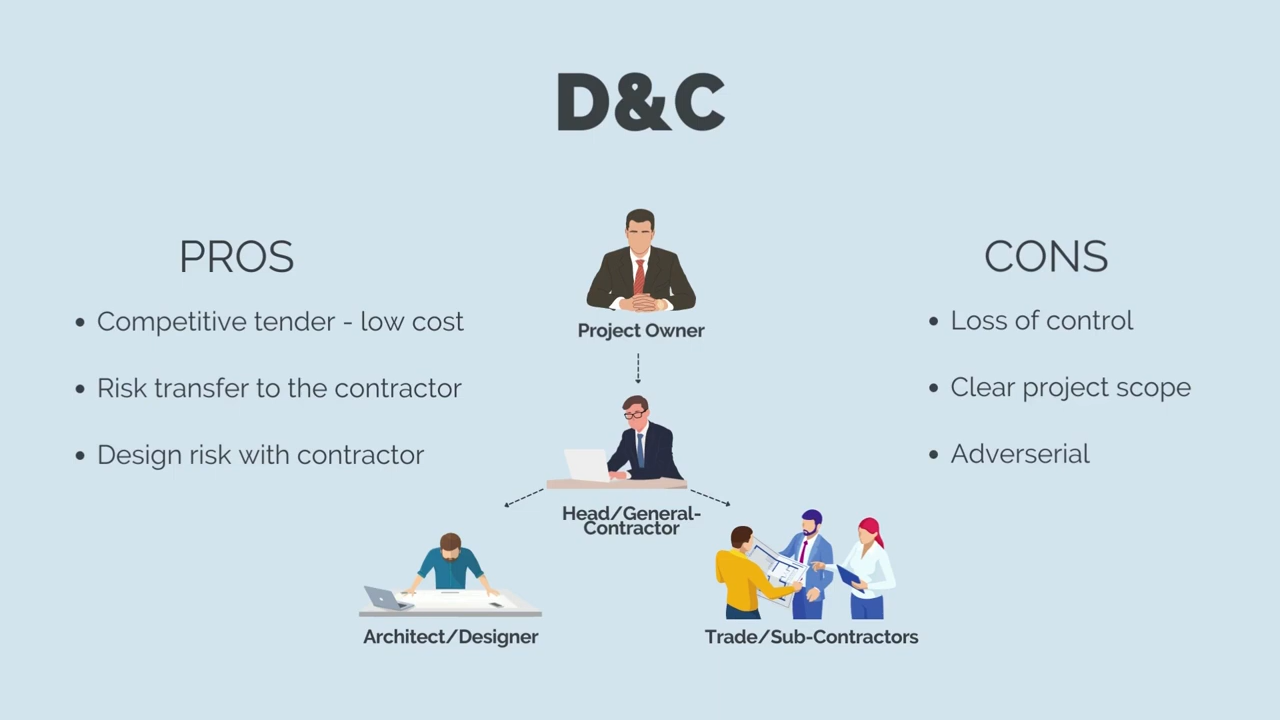 D&C
PROS
• Competitive tender - low cost
• Risk transfer to the contractor
• Design risk with contractor
Project Owner
Head/General-
Contractor
Architect/Designer
Trade/Sub-Contractors
CONS
• Loss of control
• Clear project scope
• Adverserial